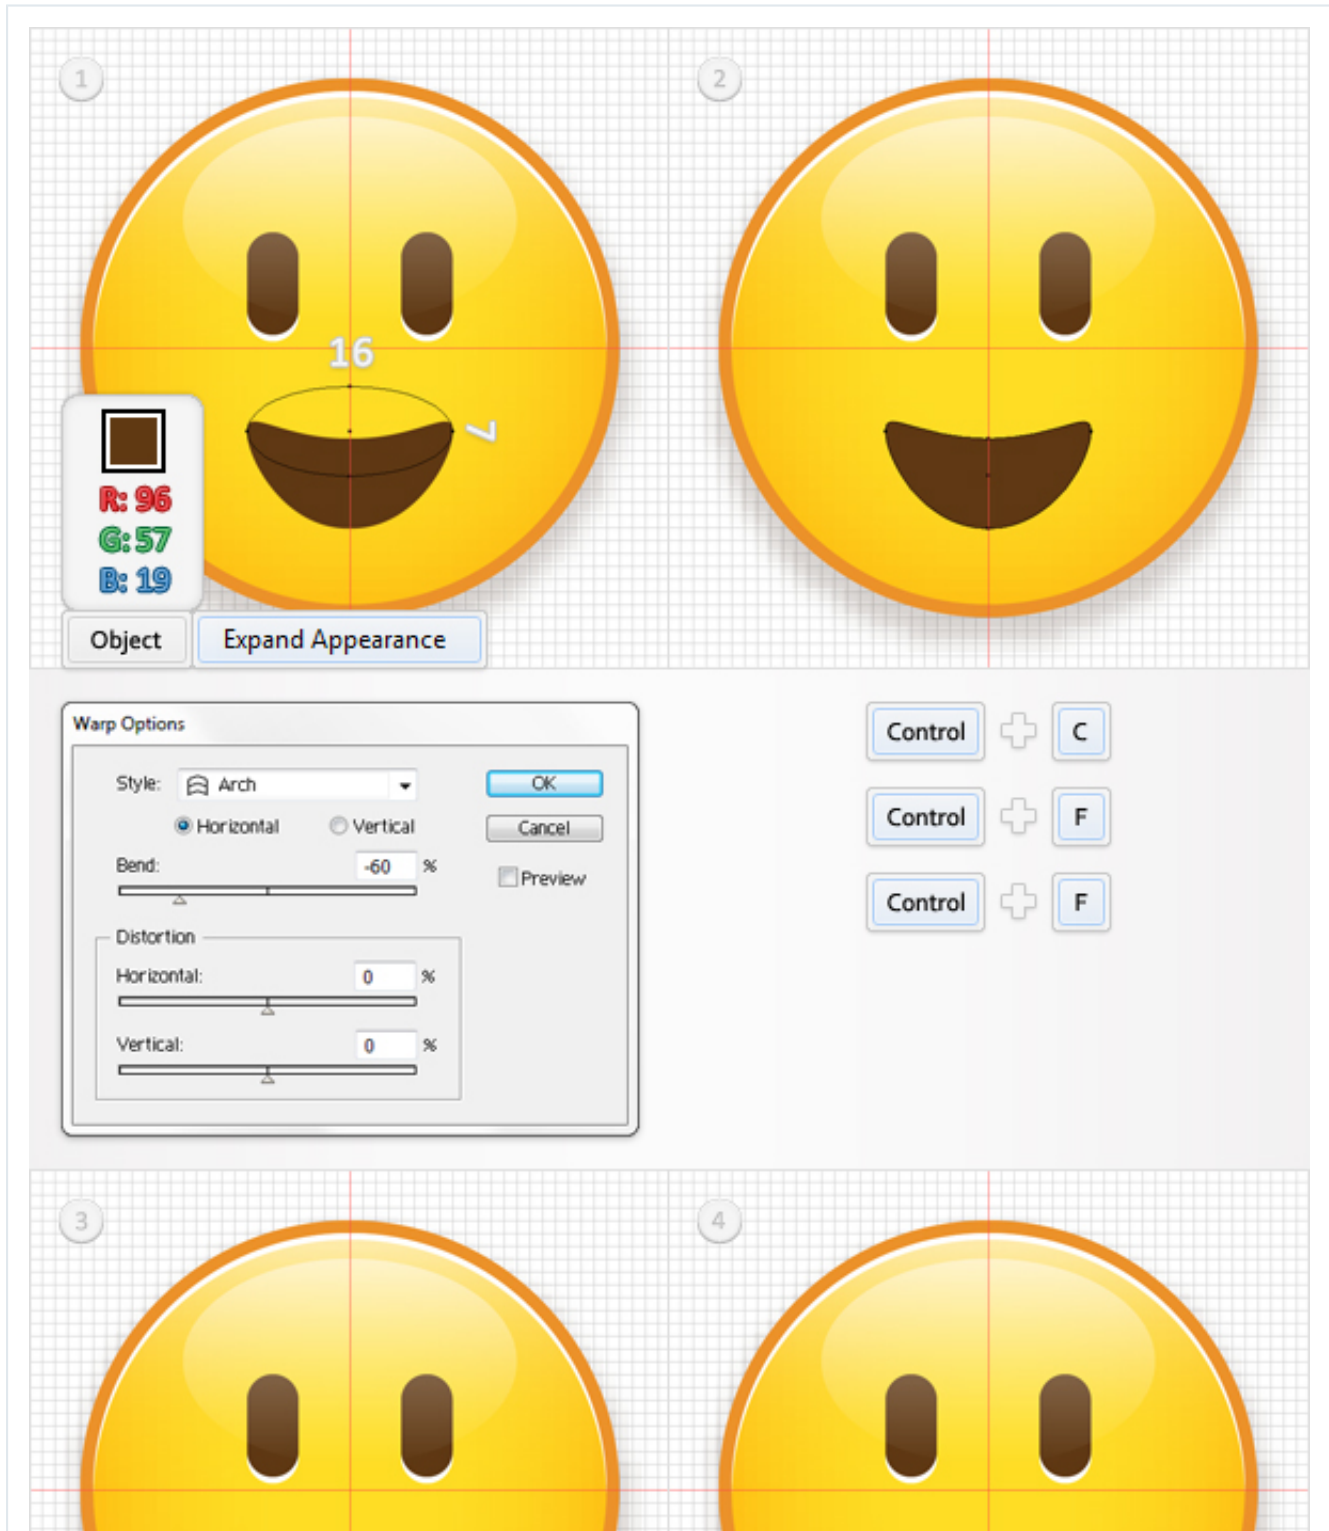 1
2
16
7
R: 96
G: 57
B: 19
Object
Expand Appearance
Warp Options
Style: Arch
OK
Horizontal Vertical
Cancel
Bend: -60 %
Preview
Distortion
Horizontal: 0 %
Vertical: 0 %
Control C
Control F
Control F
3
4